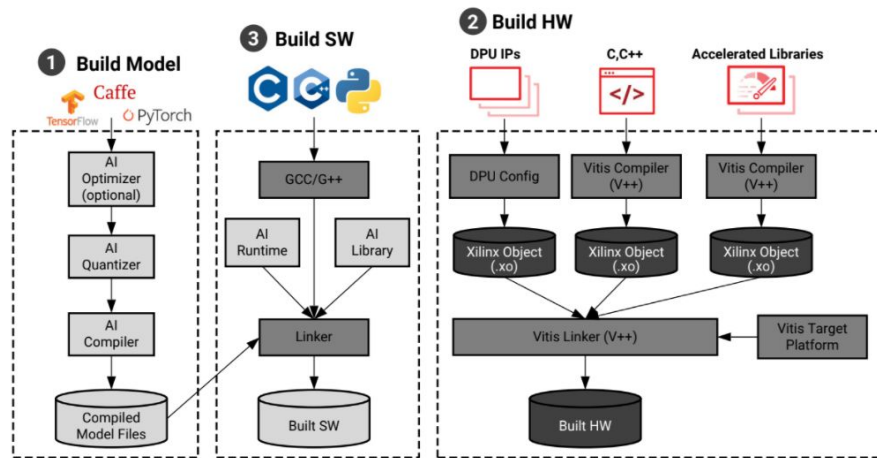 1 Build Model
TensorFlow
Caffe
PyTorch
AI
Optimizer
(optional)
AI
Quantizer
AI
Compiler
Compiled
Model Files
3 Build SW
C
C++
GCC/G++
AI
Runtime
AI
Library
Linker
Built SW
2 Build HW
DPU IPs
C,C++
Accelerated Libraries
</>
DPU Config
Vitis Compiler
(V++)
Vitis Compiler
(V++)
Xilinx Object
(.xo)
Xilinx Object
(.xo)
Xilinx Object
(.xo)
Vitis Linker (V++)
Vitis Target
Platform
Built HW